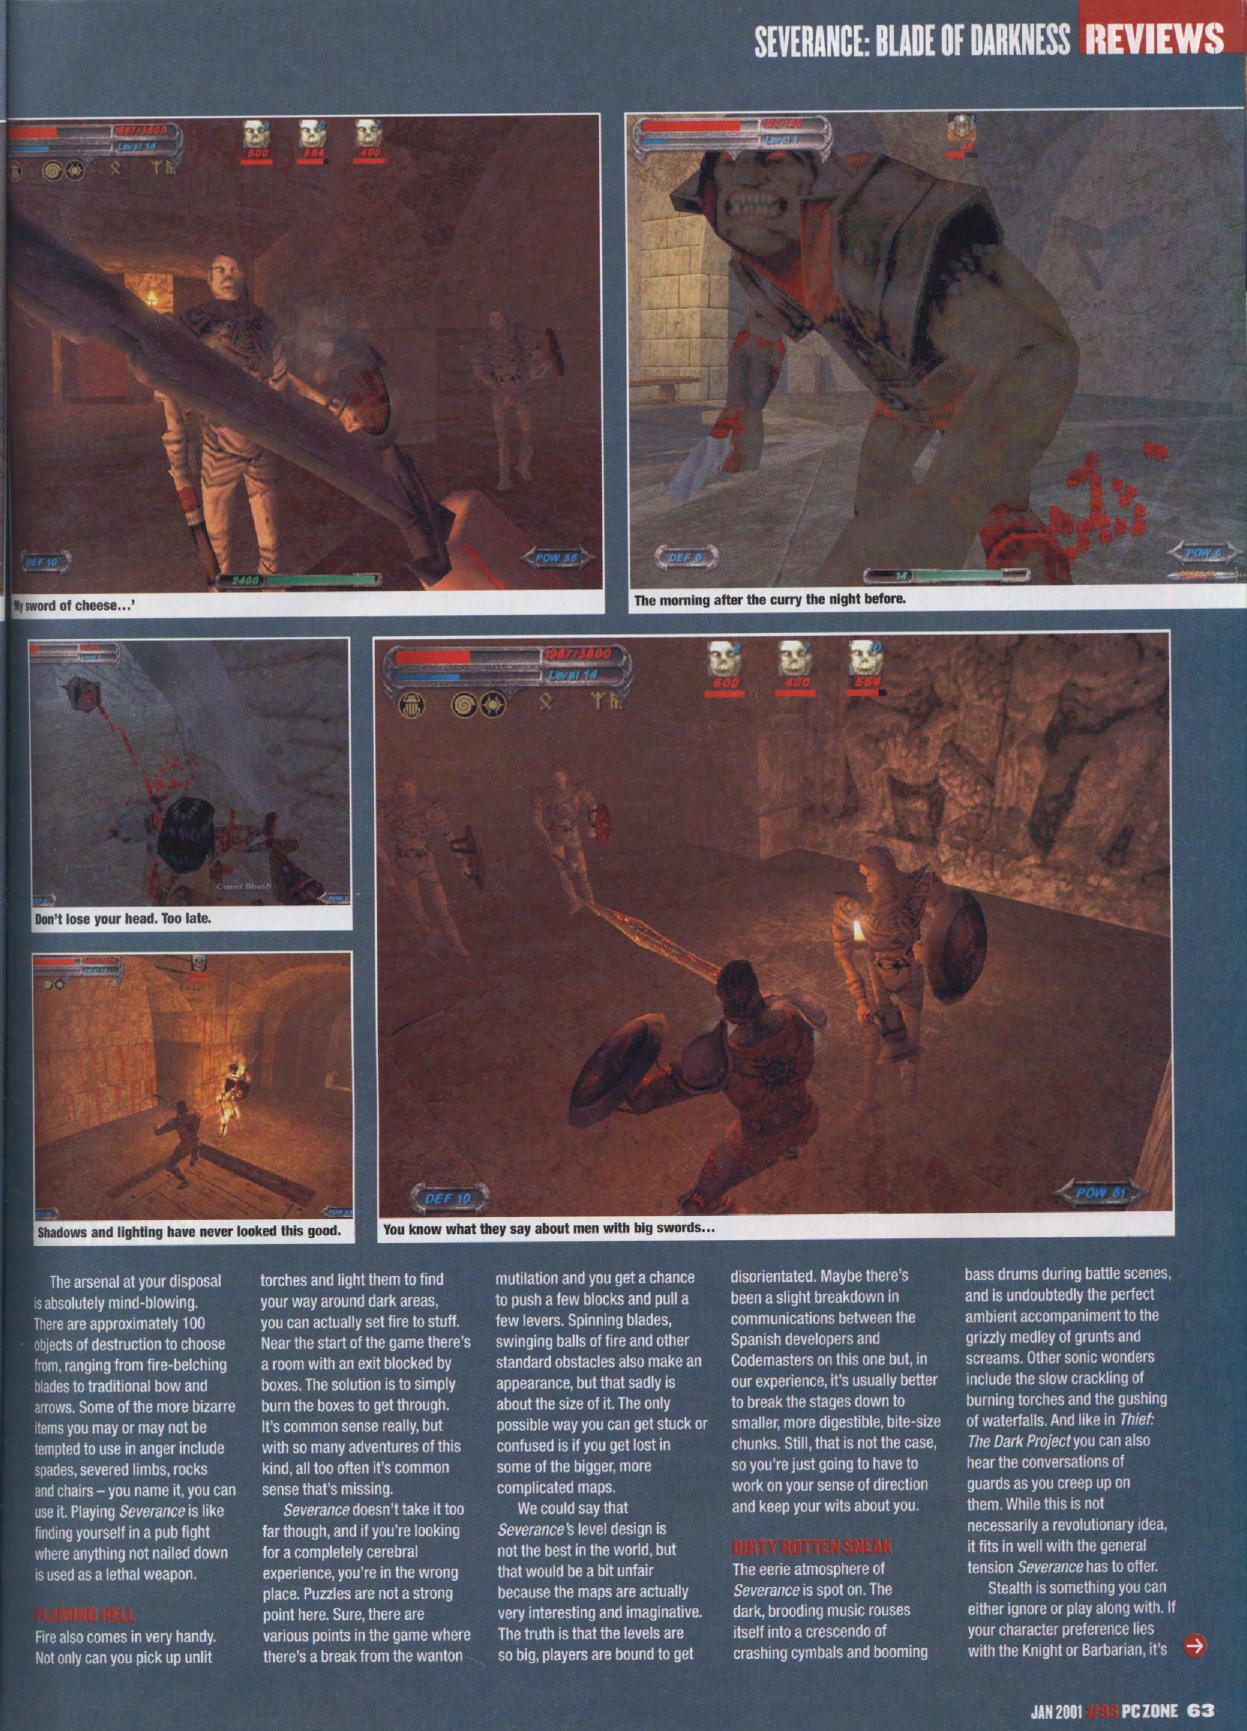 SEVERANCE: BLADE OF DARKNESS REVIEWS
1987/3800
Level 14
500
564
400
DEF 10
2400
POW 56
Level 1
DEF 6
14
POW 6
My sword of cheese...'
The morning after the curry the night before.
Don't lose your head. Too late.
1987/3800
Level 14
600
400
564
DEF 10
POW 61
Shadows and lighting have never looked this good.
You know what they say about men with big swords...
The arsenal at your disposal
is absolutely mind-blowing.
There are approximately 100
objects of destruction to choose
from, ranging from fire-belching
blades to traditional bow and
arrows. Some of the more bizarre
items you may or may not be
tempted to use in anger include
spades, severed limbs, rocks
and chairs – you name it, you can
use it. Playing Severance is like
finding yourself in a pub fight
where anything not nailed down
is used as a lethal weapon.
FLAMING HELL
Fire also comes in very handy.
Not only can you pick up unlit
torches and light them to find
your way around dark areas,
you can actually set fire to stuff.
Near the start of the game there's
a room with an exit blocked by
boxes. The solution is to simply
burn the boxes to get through.
It's common sense really, but
with so many adventures of this
kind, all too often it's common
sense that's missing.
Severance doesn't take it too
far though, and if you're looking
for a completely cerebral
experience, you're in the wrong
place. Puzzles are not a strong
point here. Sure, there are
various points in the game where
there's a break from the wanton
mutilation and you get a chance
to push a few blocks and pull a
few levers. Spinning blades,
swinging balls of fire and other
standard obstacles also make an
appearance, but that sadly is
about the size of it. The only
possible way you can get stuck or
confused is if you get lost in
some of the bigger, more
complicated maps.
We could say that
Severance's level design is
not the best in the world, but
that would be a bit unfair
because the maps are actually
very interesting and imaginative.
The truth is that the levels are
so big, players are bound to get
disorientated. Maybe there's
been a slight breakdown in
communications between the
Spanish developers and
Codemasters on this one but, in
our experience, it's usually better
to break the stages down to
smaller, more digestible, bite-size
chunks. Still, that is not the case,
so you're just going to have to
work on your sense of direction
and keep your wits about you.
DIRTY ROTTEN SNEAK
The eerie atmosphere of
Severance is spot on. The
dark, brooding music rouses
itself into a crescendo of
crashing cymbals and booming
bass drums during battle scenes,
and is undoubtedly the perfect
ambient accompaniment to the
grizzly medley of grunts and
screams. Other sonic wonders
include the slow crackling of
burning torches and the gushing
of waterfalls. And like in Thief:
The Dark Project you can also
hear the conversations of
guards as you creep up on
them. While this is not
necessarily a revolutionary idea,
it fits in well with the general
tension Severance has to offer.
Stealth is something you can
either ignore or play along with. If
your character preference lies
with the Knight or Barbarian, it's
JAN 2001 #98 PC ZONE 63